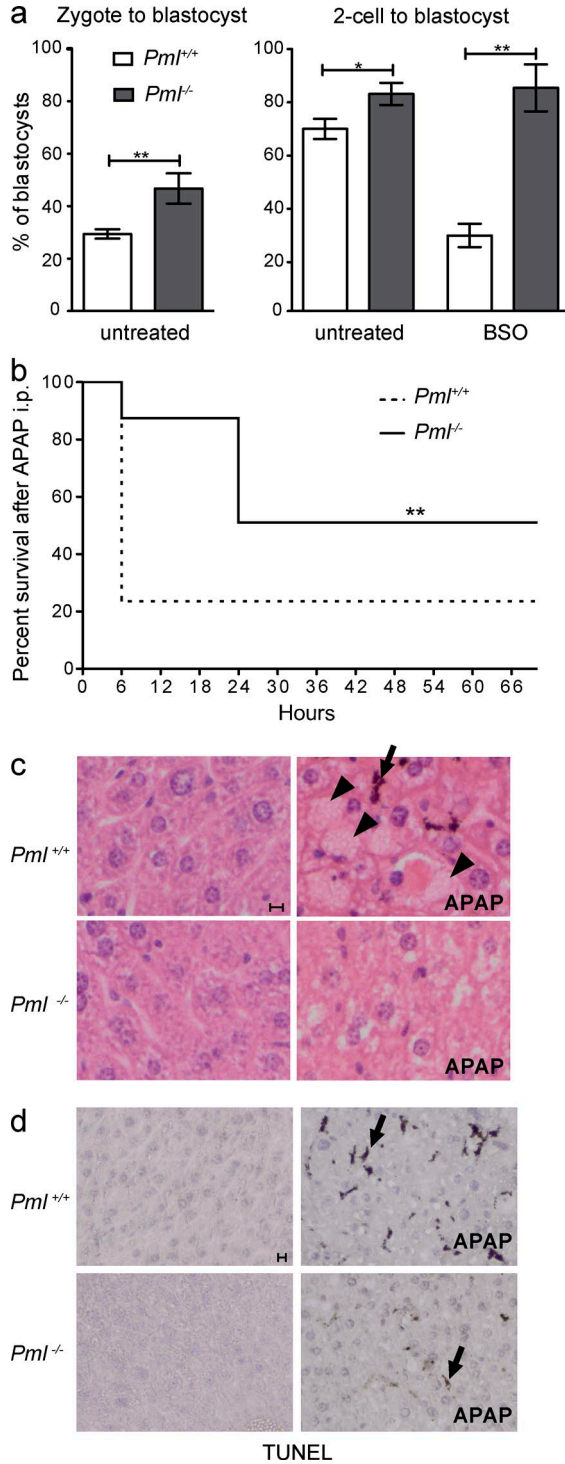 a
Zygote to blastocyst
2-cell to blastocyst
% of blastocysts
100
80
60
40
20
0
Pml+/+
Pml-/-
**
untreated
100
80
60
40
20
0
*
**
untreated
BSO
b
Percent survival after APAP i.p.
100
80
60
40
20
0
Pml+/+
Pml-/-
**
0 6 12 18 24 30 36 42 48 54 60 66
Hours
c
Pml+/+
APAP
Pml -/-
APAP
d
Pml+/+
APAP
Pml-/-
APAP
TUNEL